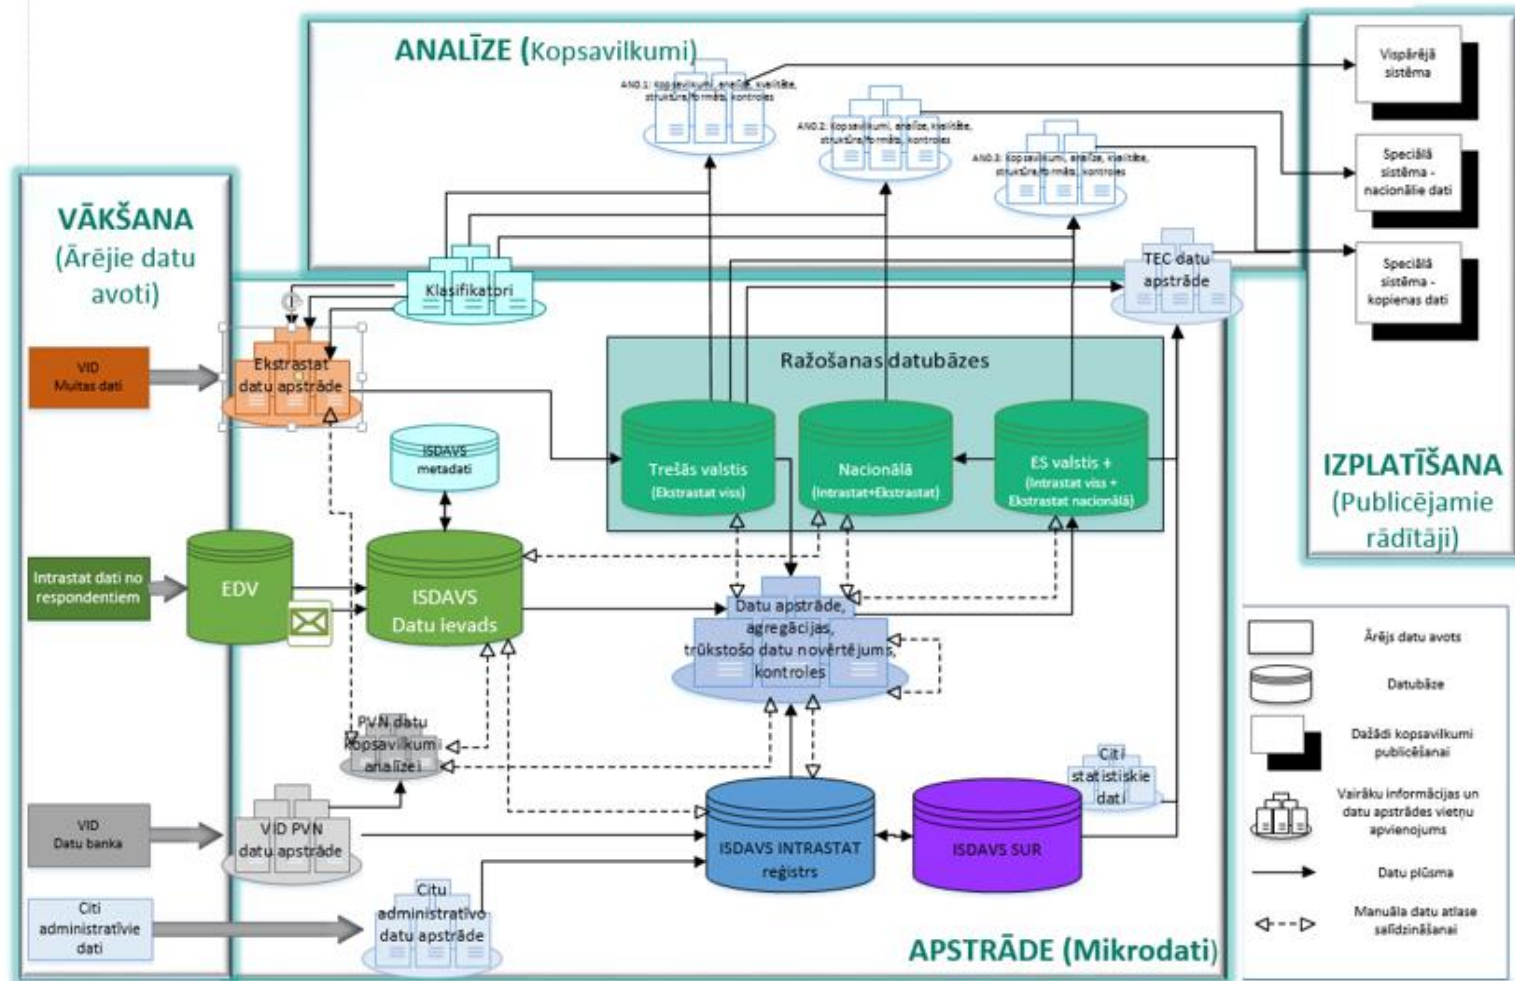 ANALĪZE (Kopsavilkumi)
AN0.1: Kopsavilkumi, analīze, kvalitāte,
struktūra/formāts, kontroles
AN0.2: Kopsavilkumi, analīze, kvalitāte,
struktūra/formāts, kontroles
AN0.3: Kopsavilkumi, analīze, kvalitāte,
struktūra/formāts, kontroles
Vispārējā
sistēma
Speciālā
sistēma -
nacionālie dati
Speciālā
sistēma -
kopienas dati
IZPLATĪŠANA
(Publicējamie
rādītāji)
VĀKŠANA
(Ārējie datu
avoti)
VID
Muitas dati
Intrastat dati no
respondentiem
VID
Datu banka
Citi
administratīvie
dati
Klasifikatori
TEC datu
apstrāde
Ekstrastat
datu apstrāde
Ražošanas datubāzes
Trešās valstis
(Ekstrastat viss)
Nacionālā
(Intrastat+Ekstrastat)
ES valstis +
(Intrastat viss +
Ekstrastat nacionālā)
ISDAVS
metadati
EDV
ISDAVS
Datu ievads
Datu apstrāde,
agregācijas,
trūkstošo datu novērtējums,
kontroles
PVN datu
kopsavilkumi
analīzei
VID PVN
datu apstrāde
Citu
administratīvo
datu apstrāde
ISDAVS INTRASTAT
reģistrs
ISDAVS SUR
Citi
statistiskie
dati
APSTRĀDE (Mikrodati)
Ārējs datu avots
Datubāze
Dažādi kopsavilkumi
publicēšanai
Vairāku informācijas un
datu apstrādes vietņu
apvienojums
Datu plūsma
Manuāla datu atlase
salīdzināšanai